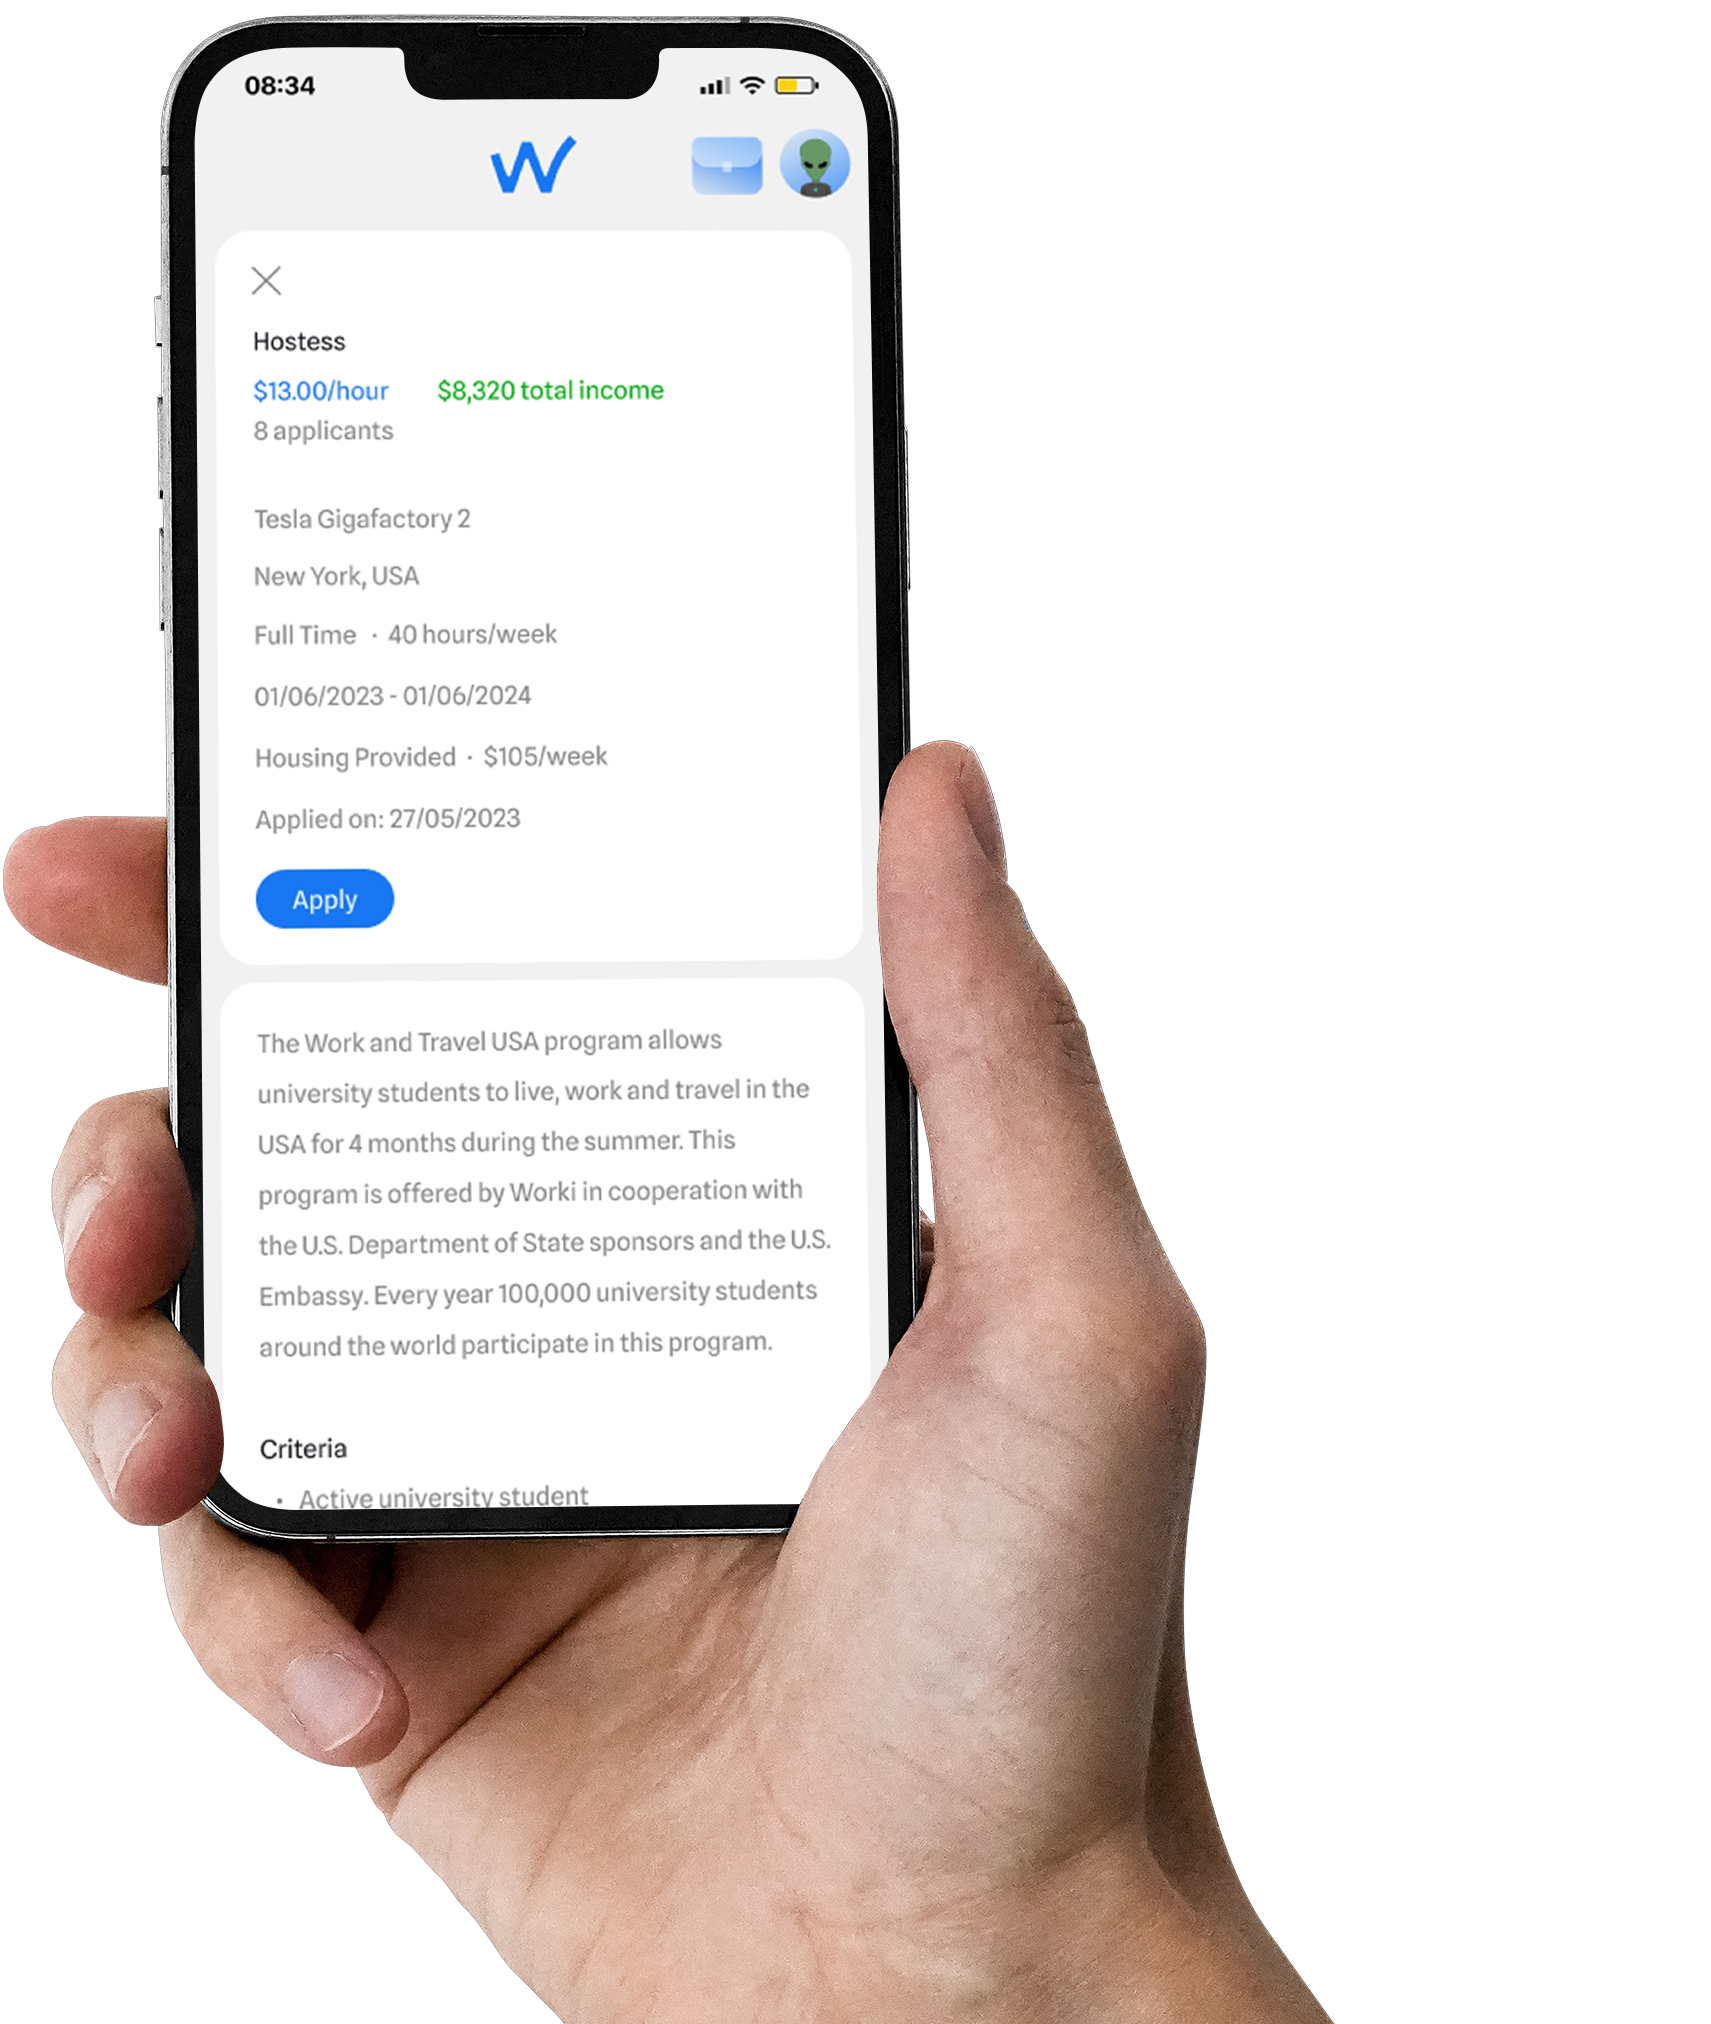 08:34
W
Hostess
$13.00/hour $8,320 total income
8 applicants
Tesla Gigafactory 2
New York, USA
Full Time · 40 hours/week
01/06/2023 - 01/06/2024
Housing Provided · $105/week
Applied on: 27/05/2023
Apply
The Work and Travel USA program allows
university students to live, work and travel in the
USA for 4 months during the summer. This
program is offered by Worki in cooperation with
the U.S. Department of State sponsors and the U.S.
Embassy. Every year 100,000 university students
around the world participate in this program.
Criteria
• Active university student